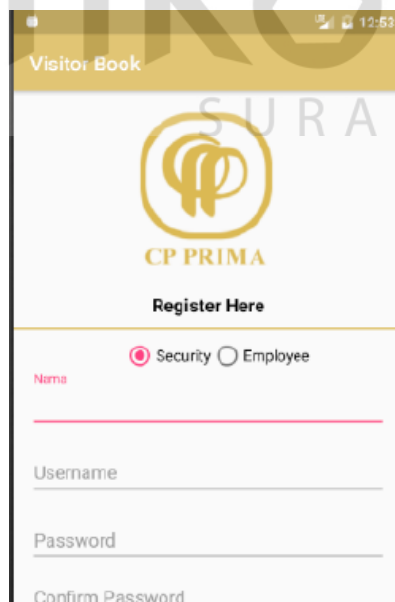 12:53
Visitor Book
SURA
CP PRIMA
Register Here
Security Employee
Nama
Username
Password
Confirm Password